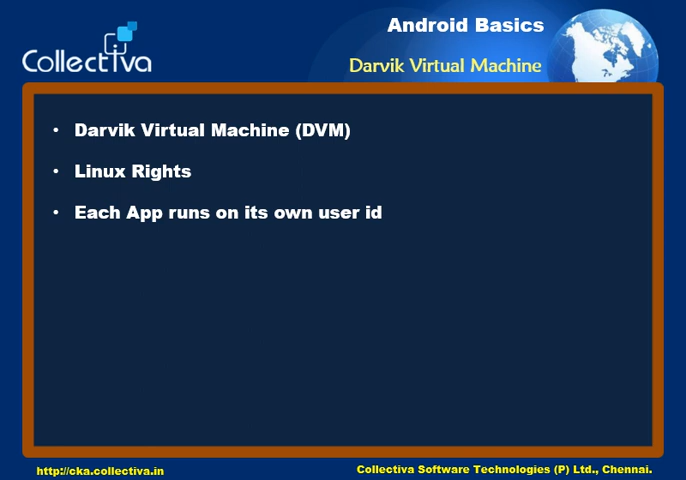 Android Basics
Collectiva
Darvik Virtual Machine
• Darvik Virtual Machine (DVM)
• Linux Rights
• Each App runs on its own user id
http://cka.collectiva.in
Collectiva Software Technologies (P) Ltd., Chennai.